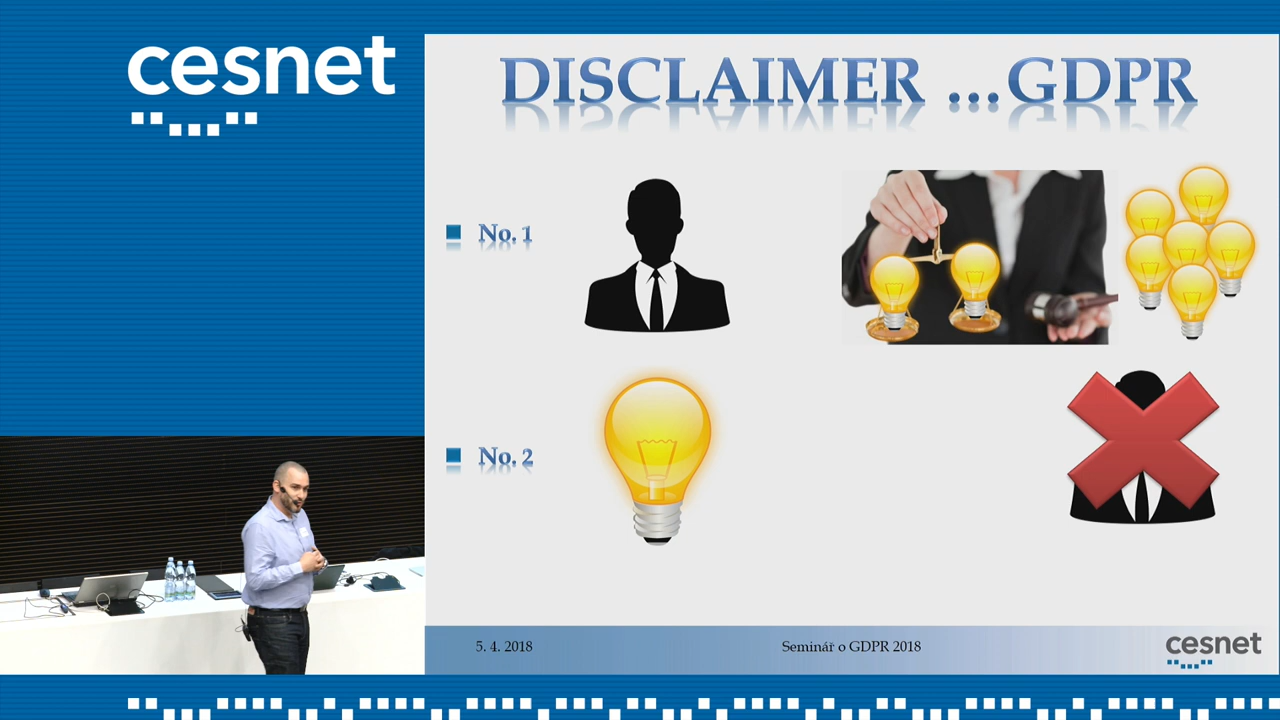 cesnet
DISCLAIMER ...GDPR
No. 1
No. 2
5. 4. 2018
Seminář o GDPR 2018
cesnet